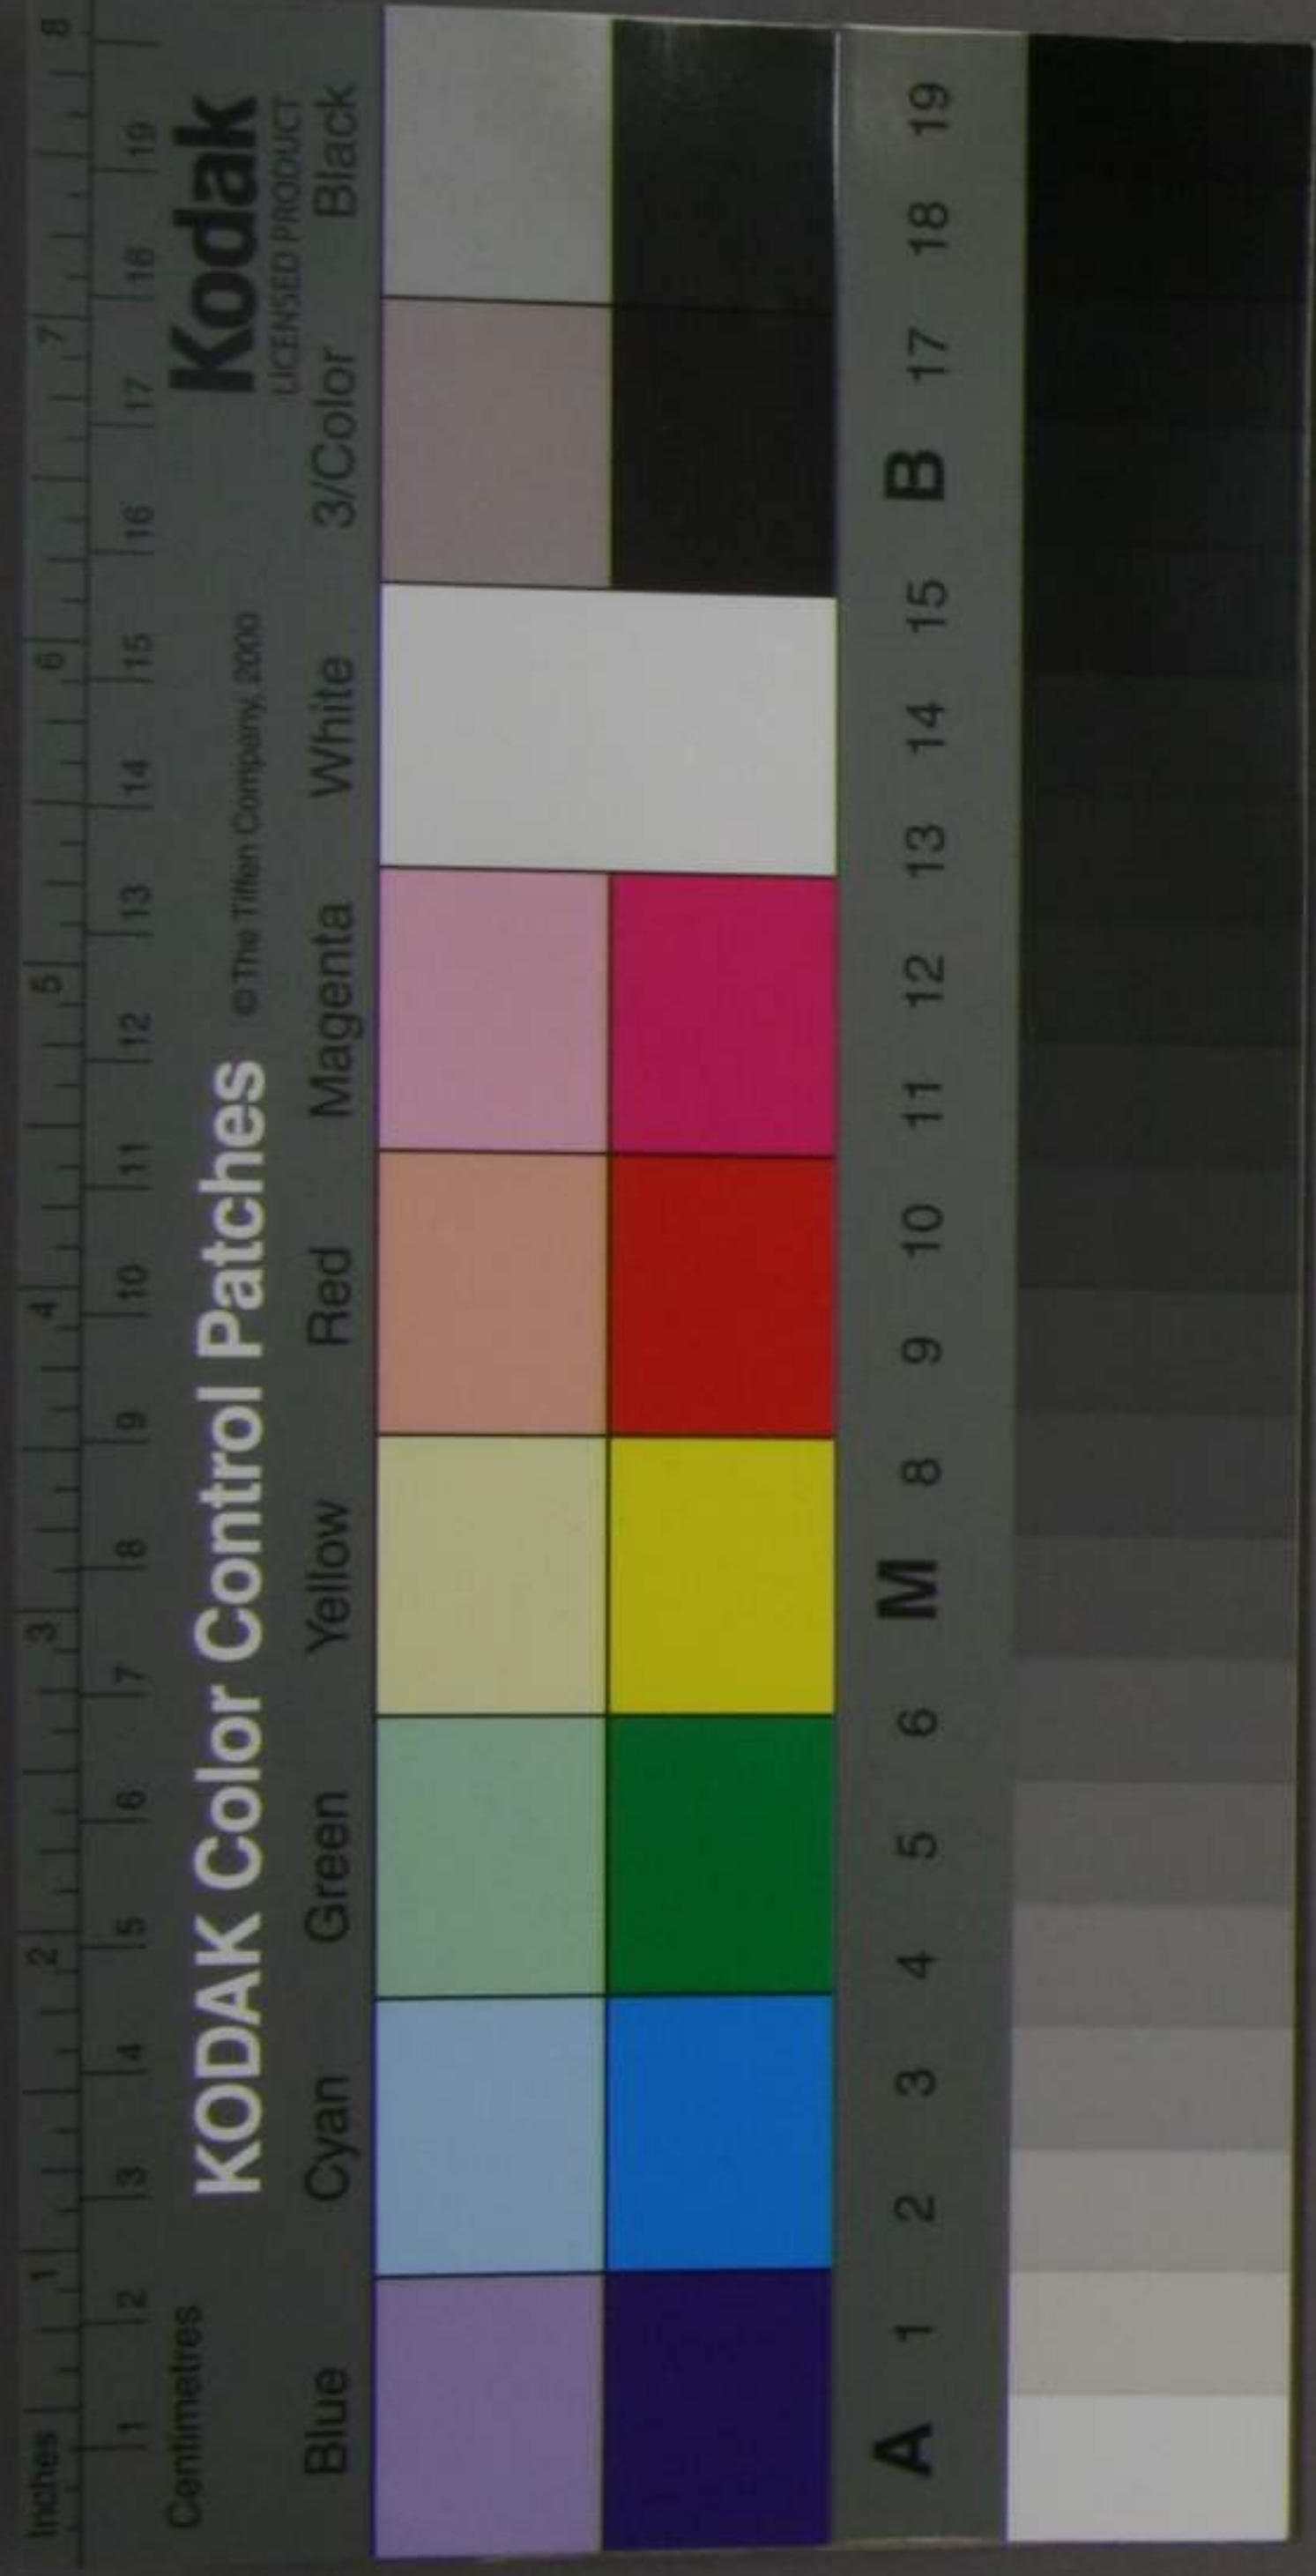 Inches 1 2 3 4 5 6 7 8
1 2 3 4 5 6 7 8 9 10 11 12 13 14 15 16 17 18 19
Centimetres
KODAK Color Control Patches © The Tiffen Company, 2000 Kodak
LICENSED PRODUCT
Blue Cyan Green Yellow Red Magenta White 3/Color Black
A 1 2 3 4 5 6 M 8 9 10 11 12 13 14 15 B 17 18 19